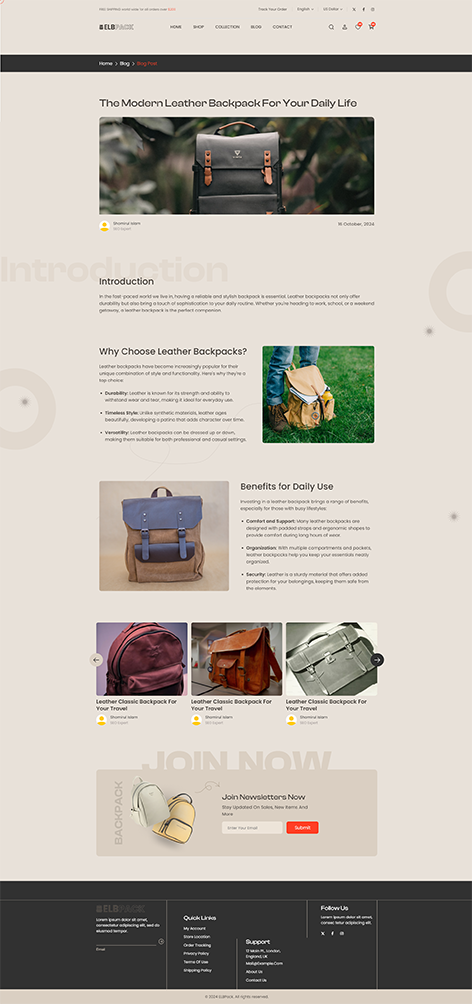 FREE SHIPPING world wide for all orders over $200
Track Your Order
English
US Dollar
ELBPACK
HOME
SHOP
COLLECTION
BLOG
CONTACT
Home
Blog
Blog Post
The Modern Leather Backpack For Your Daily Life
Shamirul Islam
SEO Expert
16 October, 2024
Introduction
Introduction
In the fast-paced world we live in, having a reliable and stylish backpack is essential. Leather backpacks not only offer
durability but also bring a touch of sophistication to your daily routine. Whether you're heading to work, school, or a weekend
getaway, a leather backpack is the perfect companion.
Why Choose Leather Backpacks?
Leather backpacks have become increasingly popular for their
unique combination of style and functionality. Here's why they're a
top choice:
• Durability: Leather is known for its strength and ability to
withstand wear and tear, making it ideal for everyday use.
• Timeless Style: Unlike synthetic materials, leather ages
beautifully, developing a patina that adds character over time.
• Versatility: Leather backpacks can be dressed up or down,
making them suitable for both professional and casual settings.
Benefits for Daily Use
Investing in a leather backpack brings a range of benefits,
especially for those with busy lifestyles:
• Comfort and Support: Many leather backpacks are
designed with padded straps and ergonomic shapes to
provide comfort during long hours of wear.
• Organization: With multiple compartments and pockets,
leather backpacks help you keep your essentials neatly
organized.
• Security: Leather is a sturdy material that offers added
protection for your belongings, keeping them safe from
the elements.
Leather Classic Backpack For
Your Travel
Shamirul Islam
SEO Expert
Leather Classic Backpack For
Your Travel
Shamirul Islam
SEO Expert
Leather Classic Backpack For
Your Travel
Shamirul Islam
SEO Expert
JOIN NOW
BACKPACK
Join Newsletters Now
Stay Updated On Sales, New Items And
More
Enter Your Email
Submit
ELBPACK
Lorem ipsum dolor sit amet,
consectetur adipiscing elit, sed do
eiusmod tempor.
Email
Quick Links
My Account
Store Location
Order Tracking
Privacy Policy
Terms Of Use
Shipping Policy
Support
12 Main Pl, London,
England, UK
Mail@Example.Com
About Us
Contact Us
Follow Us
Lorem ipsum dolor sit amet,
consec tetur adipiscing elit.
© 2024 ElbPack. All rights reserved.